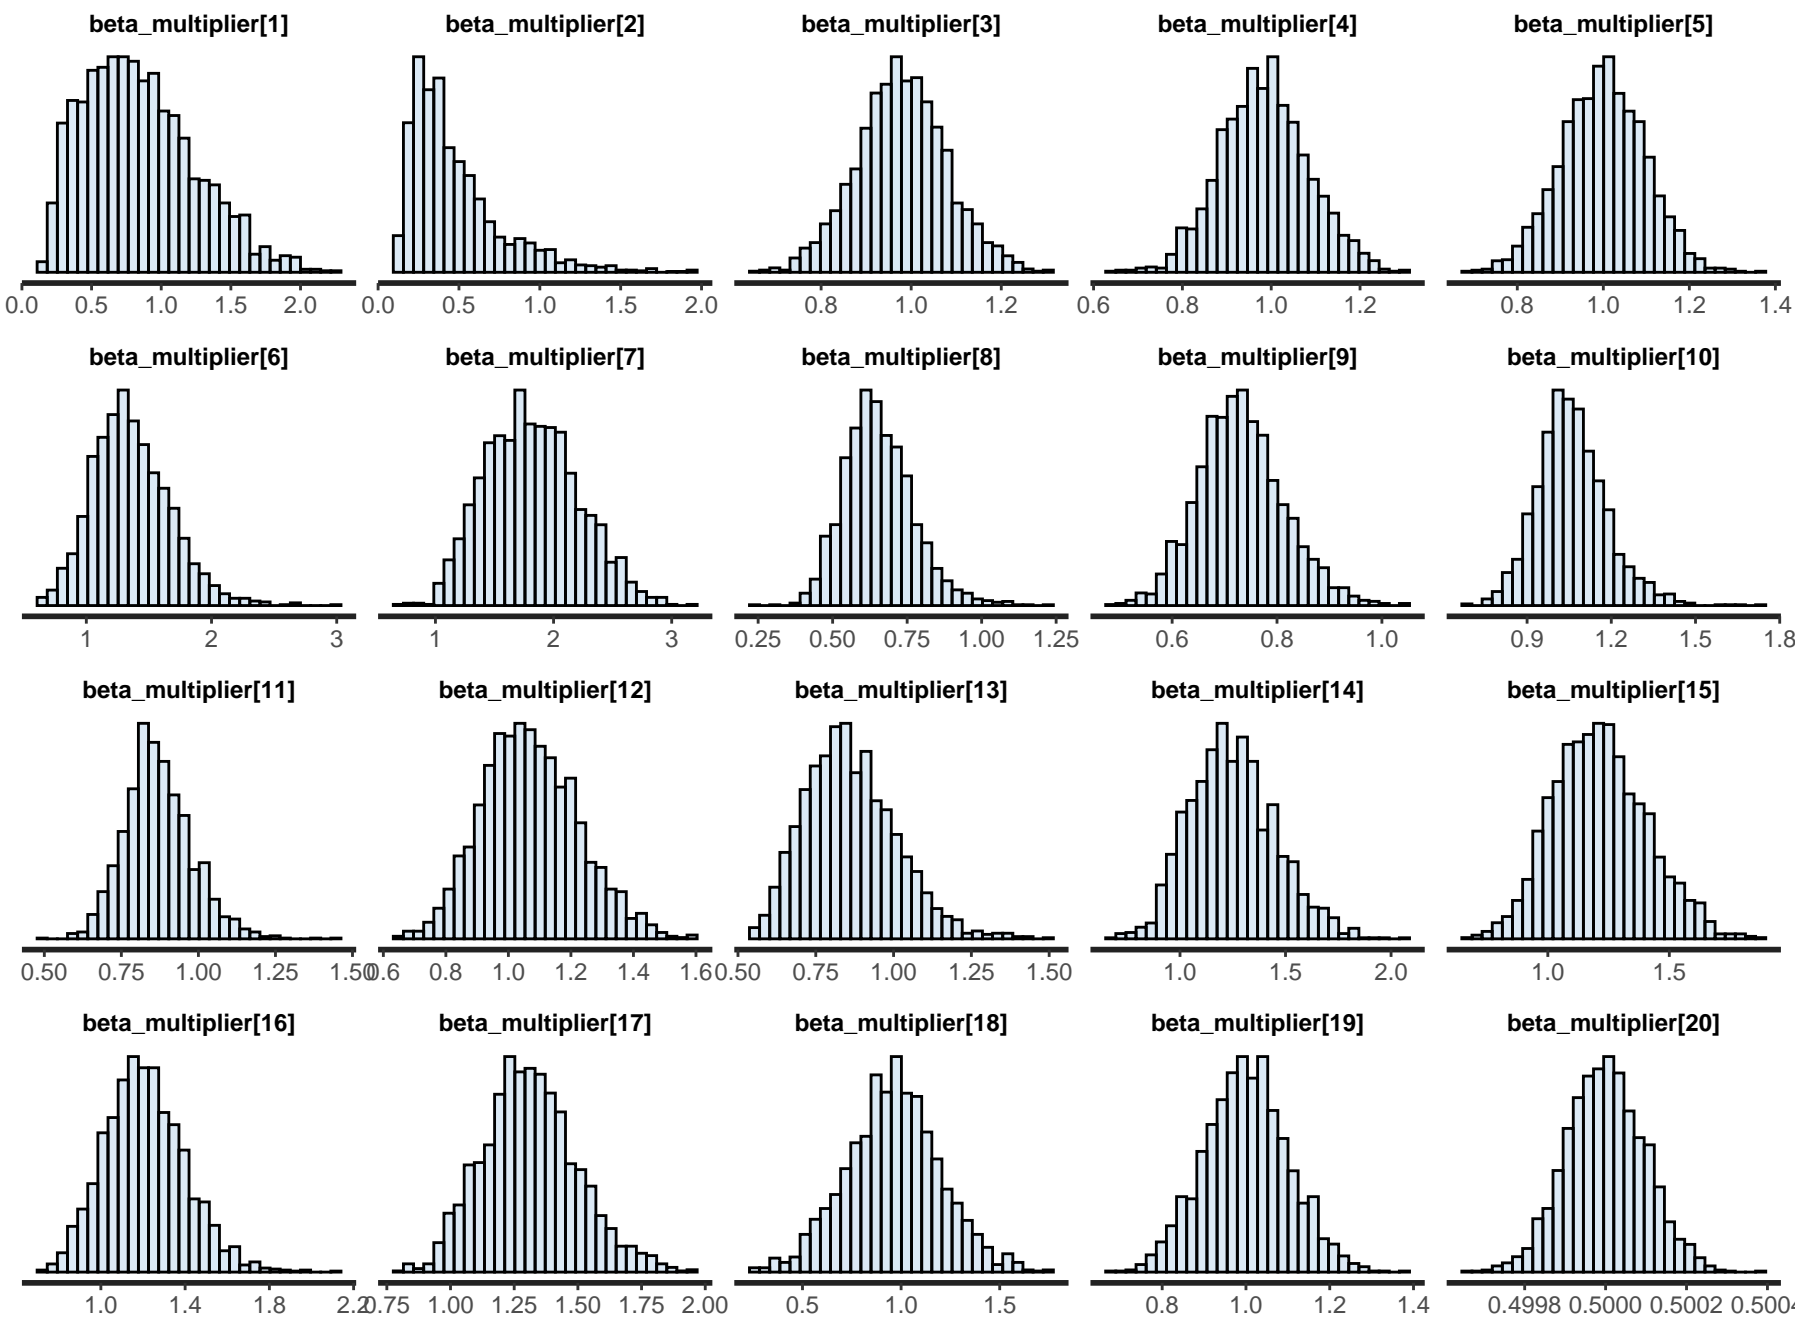 beta_multiplier[1] beta_multiplier[2] beta_multiplier[3] beta_multiplier[4] beta_multiplier[5]
0.0 0.5 1.0 1.5 2.0 0.0 0.5 1.0 1.5 2.0 0.8 1.0 1.2 0.6 0.8 1.0 1.2 0.8 1.0 1.2 1.4
beta_multiplier[6] beta_multiplier[7] beta_multiplier[8] beta_multiplier[9] beta_multiplier[10]
1 2 3 1 2 3 0.25 0.50 0.75 1.00 1.25 0.6 0.8 1.0 0.9 1.2 1.5 1.8
beta_multiplier[11] beta_multiplier[12] beta_multiplier[13] beta_multiplier[14] beta_multiplier[15]
0.50 0.75 1.00 1.25 1.50 0.6 0.8 1.0 1.2 1.4 1.6 0.50 0.75 1.00 1.25 1.50 1.0 1.5 2.0 1.0 1.5
beta_multiplier[16] beta_multiplier[17] beta_multiplier[18] beta_multiplier[19] beta_multiplier[20]
1.0 1.4 1.8 2.2 0.75 1.00 1.25 1.50 1.75 2.00 0.5 1.0 1.5 0.8 1.0 1.2 1.4 0.4998 0.5000 0.5002 0.5004